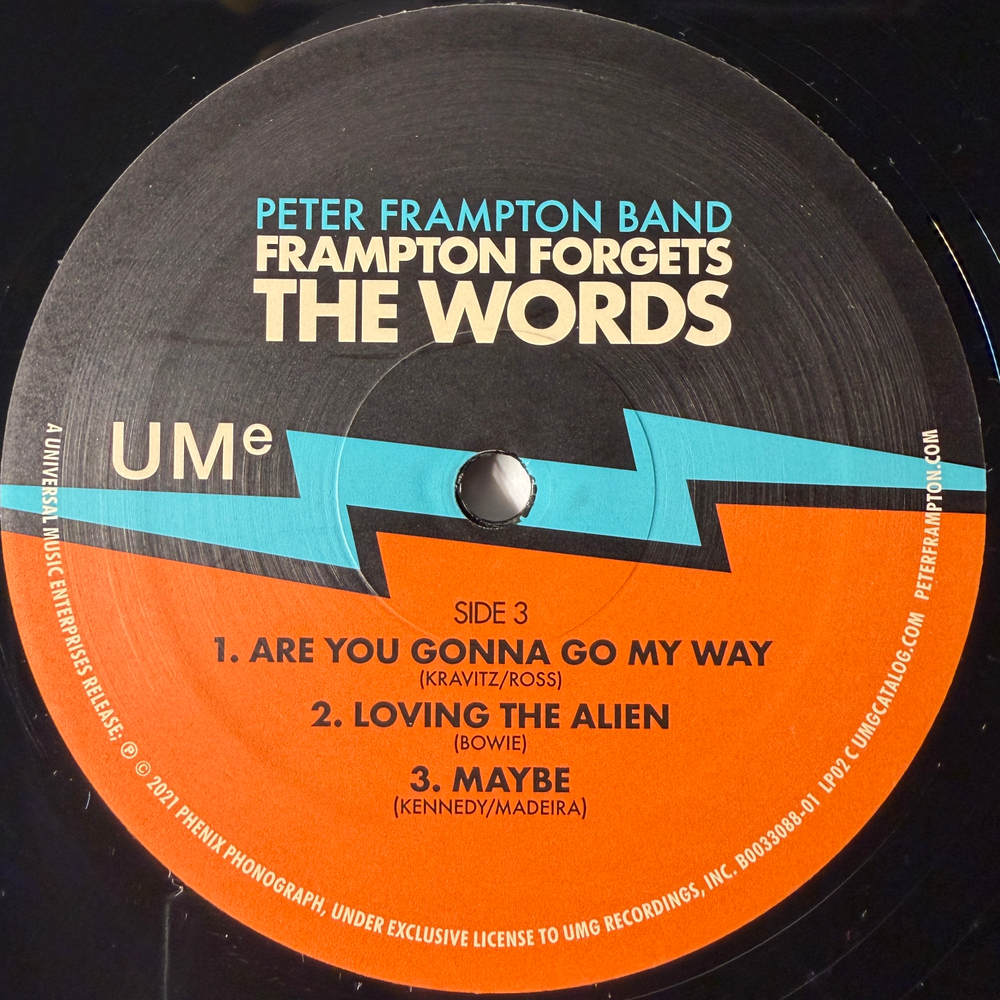 PETER FRAMPTON BAND
FRAMPTON FORGETS
THE WORDS
UMe
SIDE 3
1. ARE YOU GONNA GO MY WAY
(KRAVITZ/ROSS)
2. LOVING THE ALIEN
(BOWIE)
3. MAYBE
(KENNEDY/MADEIRA)
A UNIVERSAL MUSIC ENTERPRISES RELEASE; ℗ © 2021 PHENIX PHONOGRAPH, UNDER EXCLUSIVE LICENSE TO UMG RECORDINGS, INC. B0033088-01 LP02 C UMGCATALOG.COM PETERFRAMPTON.COM